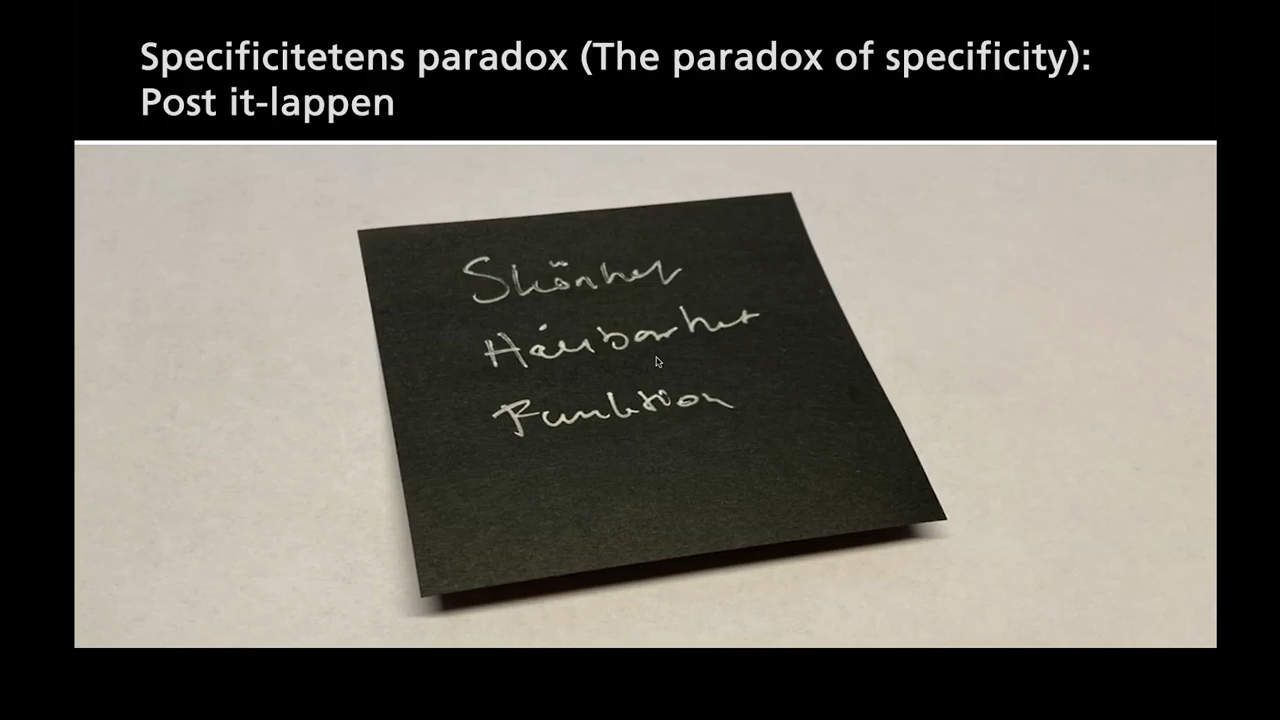 Specificitetens paradox (The paradox of specificity):
Post it-lappen
Skönhet
Hållbarhet
Funktion